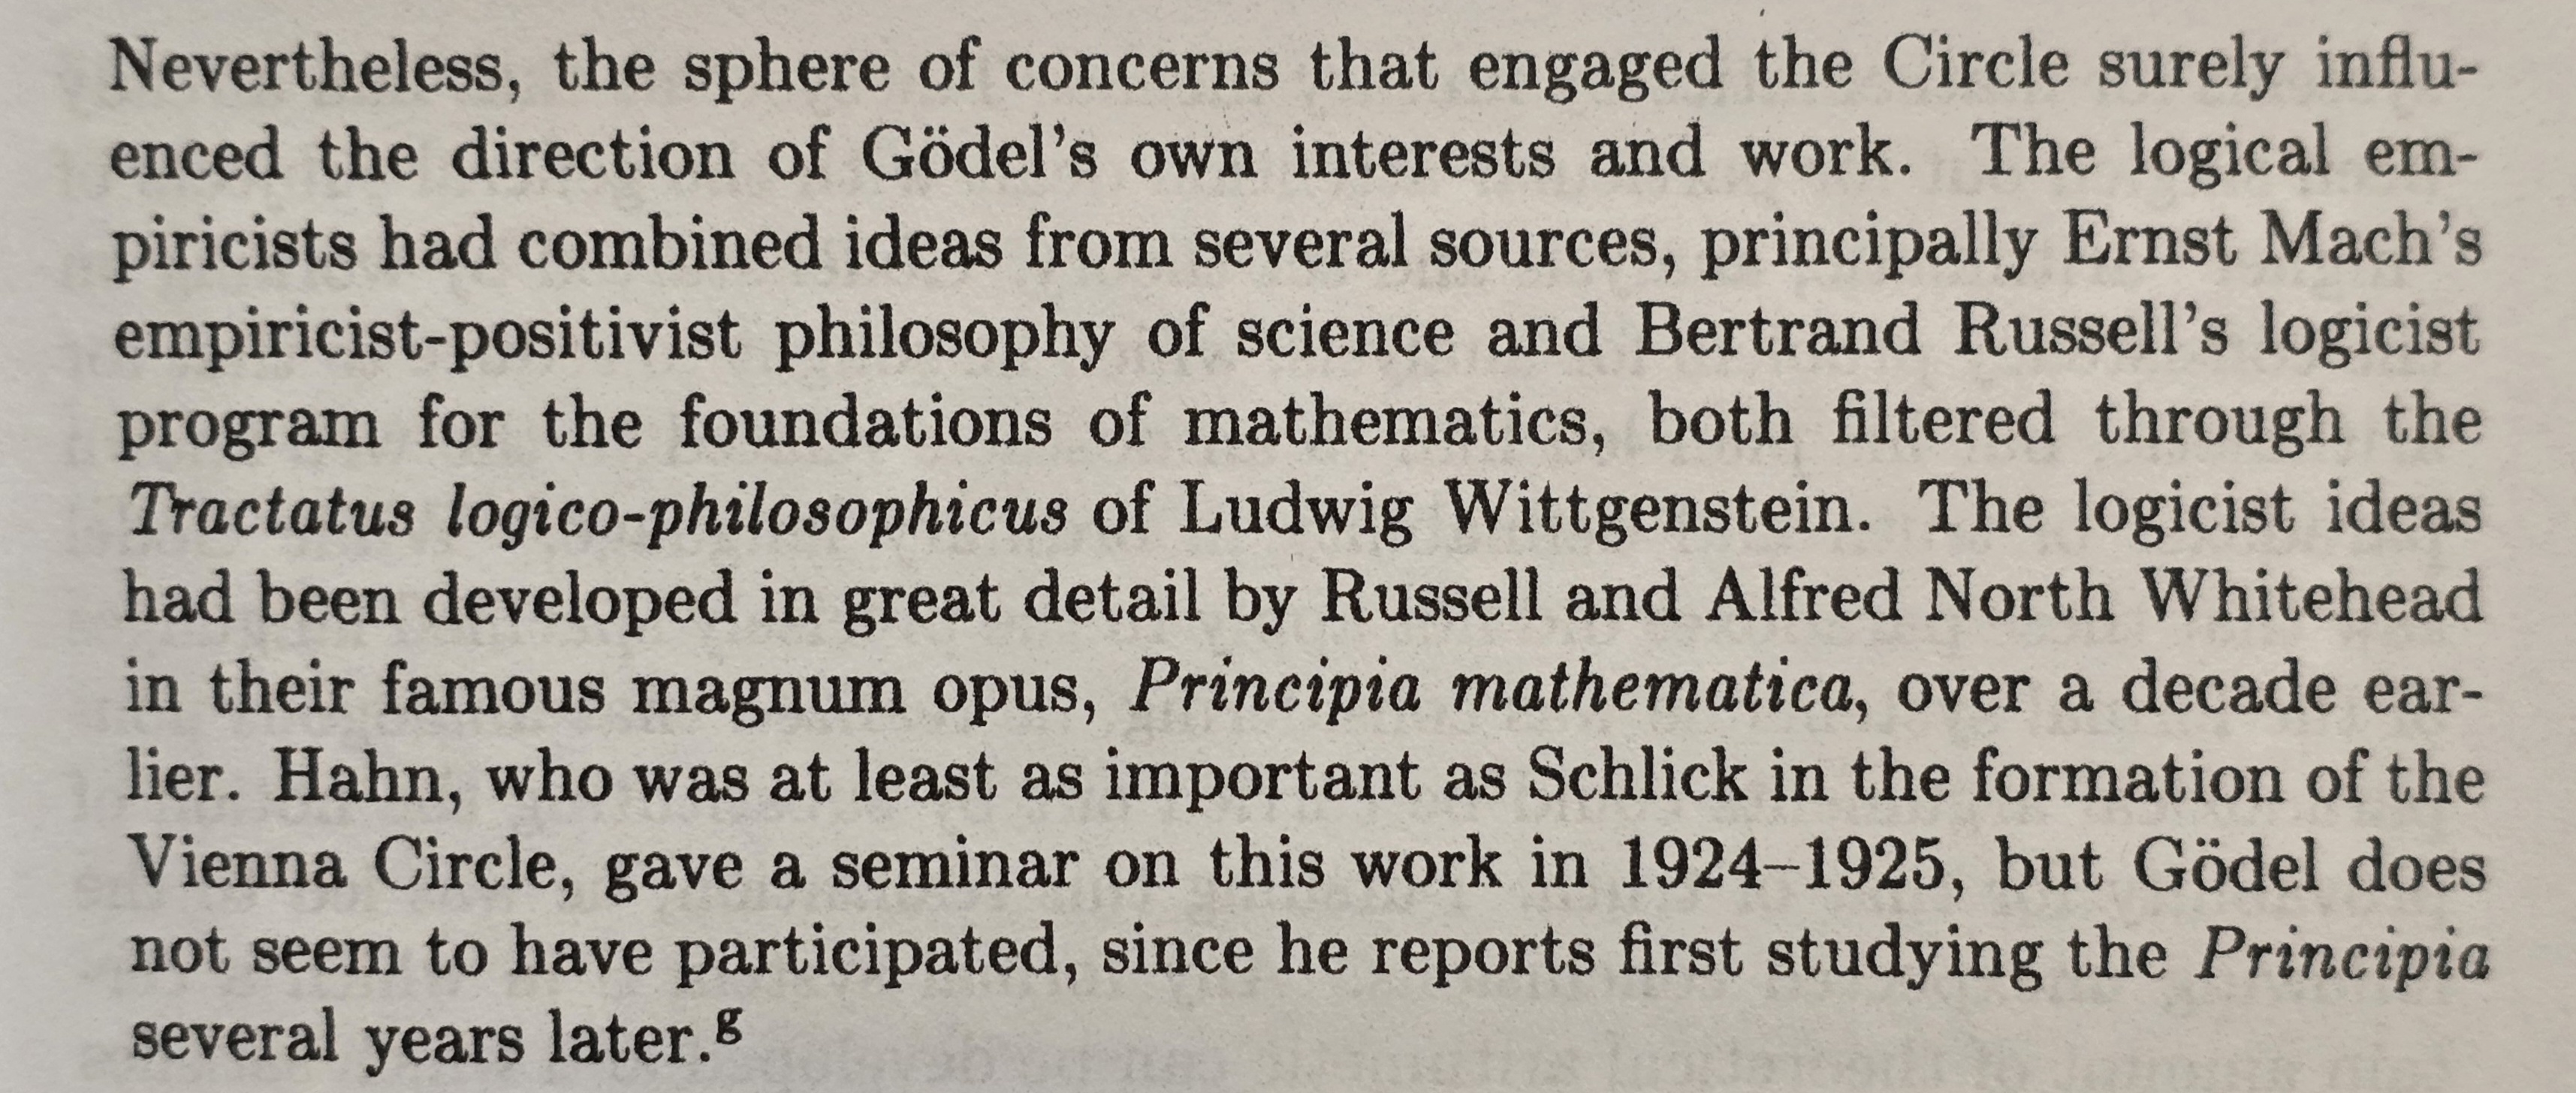 Nevertheless, the sphere of concerns that engaged the Circle surely influ-
enced the direction of Gödel's own interests and work. The logical em-
piricists had combined ideas from several sources, principally Ernst Mach's
empiricist-positivist philosophy of science and Bertrand Russell's logicist
program for the foundations of mathematics, both filtered through the
Tractatus logico-philosophicus of Ludwig Wittgenstein. The logicist ideas
had been developed in great detail by Russell and Alfred North Whitehead
in their famous magnum opus, Principia mathematica, over a decade ear-
lier. Hahn, who was at least as important as Schlick in the formation of the
Vienna Circle, gave a seminar on this work in 1924–1925, but Gödel does
not seem to have participated, since he reports first studying the Principia
several years later.g